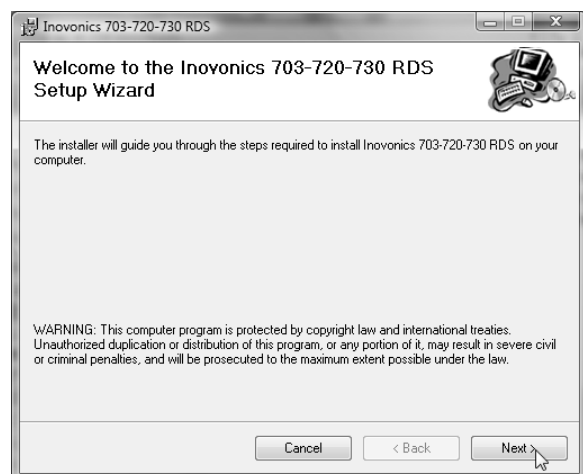 Inovonics 703-720-730 RDS
Welcome to the Inovonics 703-720-730 RDS
Setup Wizard
The installer will guide you through the steps required to install Inovonics 703-720-730 RDS on your
computer.
WARNING: This computer program is protected by copyright law and international treaties.
Unauthorized duplication or distribution of this program, or any portion of it, may result in severe civil
or criminal penalties, and will be prosecuted to the maximum extent possible under the law.
Cancel
< Back
Next >